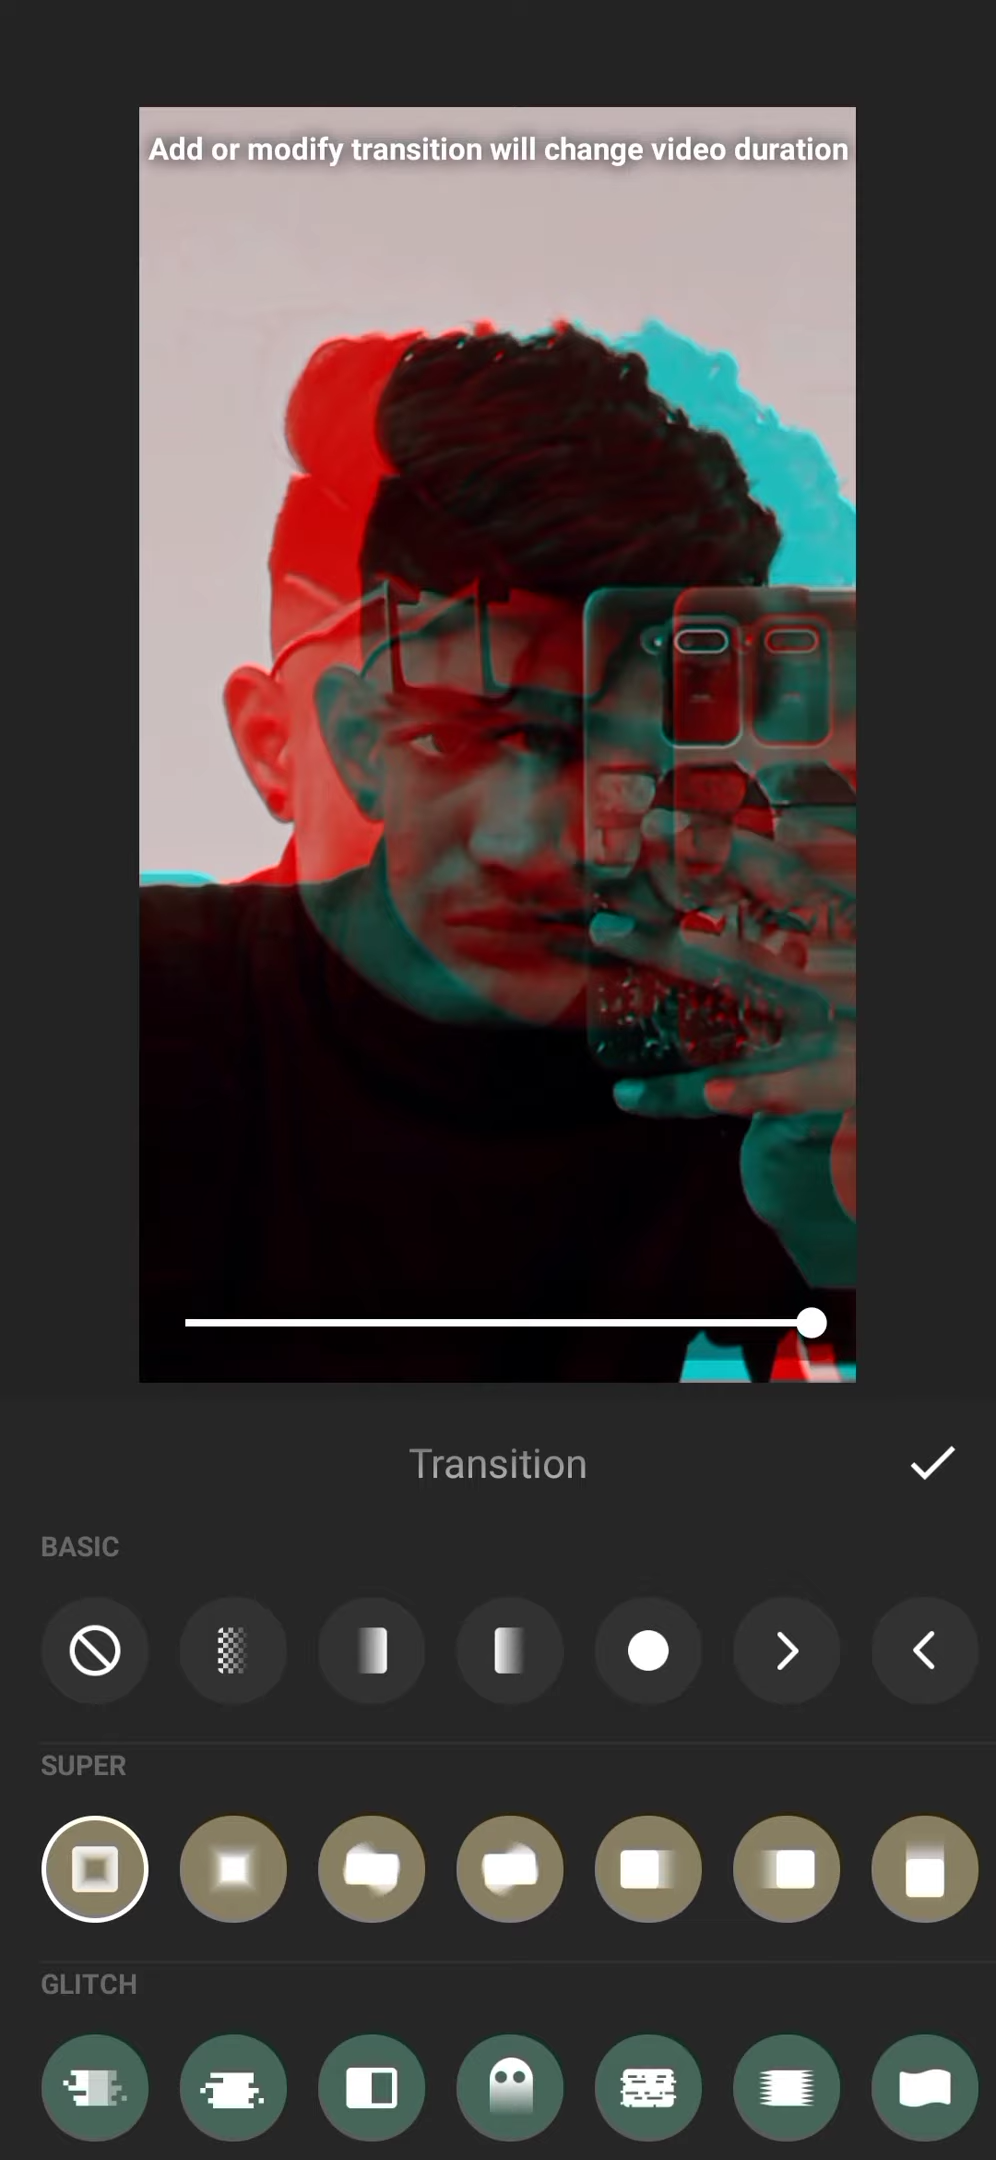 Add or modify transition will change video duration
Transition
BASIC
SUPER
GLITCH